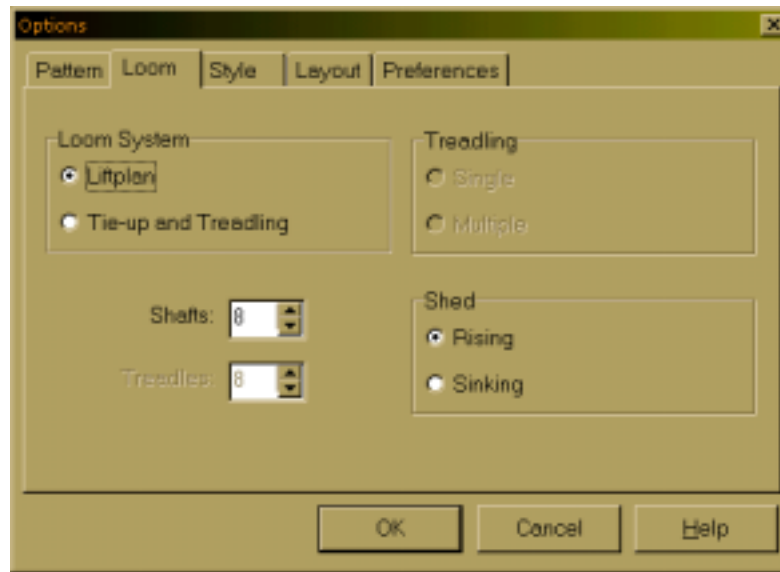 Options
Pattern Loom Style Layout Preferences
Loom System
Liftplan
Tie-up and Treadling
Treadling
Single
Multiple
Shafts: 8
Treadles: 8
Shed
Rising
Sinking
OK Cancel Help